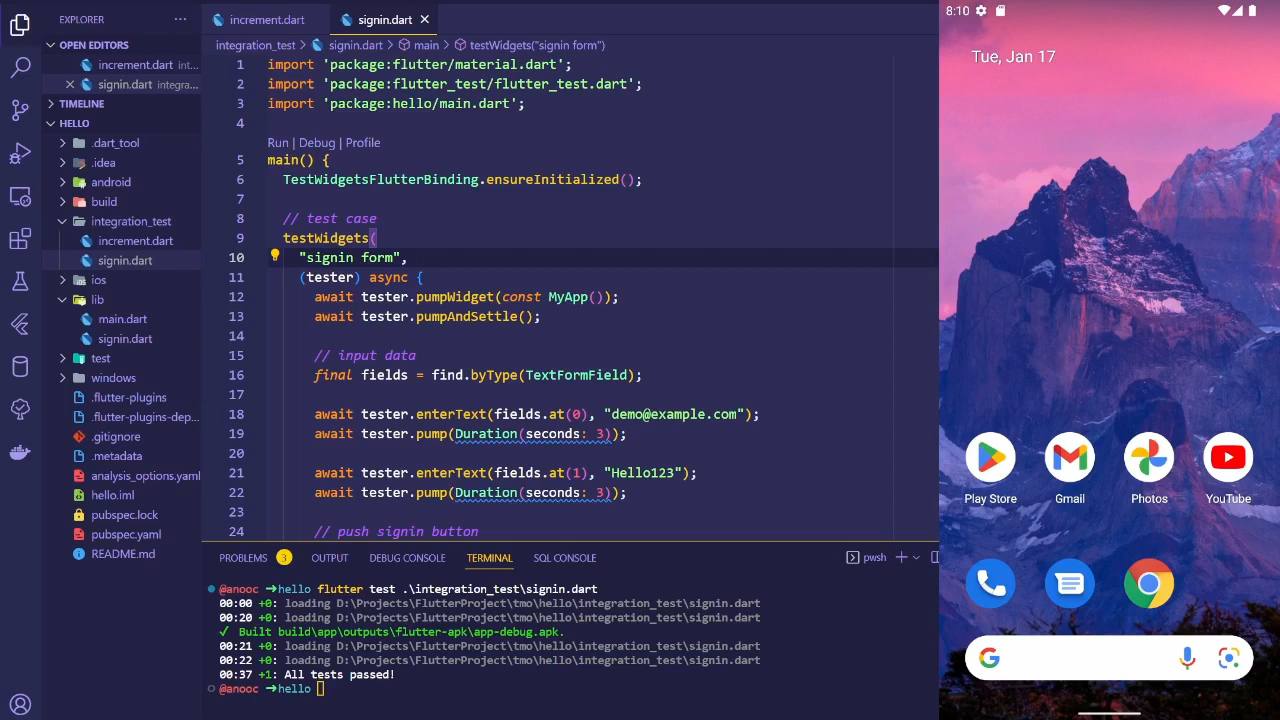 EXPLORER
OPEN EDITORS
increment.dart int...
signin.dart integra...
TIMELINE
HELLO
.dart_tool
.idea
android
build
integration_test
increment.dart
signin.dart
ios
lib
main.dart
signin.dart
test
windows
.flutter-plugins
.flutter-plugins-dep...
.gitignore
.metadata
analysis_options.yaml
hello.iml
pubspec.lock
pubspec.yaml
README.md
increment.dart
signin.dart
integration_test > signin.dart > main > testWidgets("signin form")
1 import 'package:flutter/material.dart';
2 import 'package:flutter_test/flutter_test.dart';
3 import 'package:hello/main.dart';
4
Run | Debug | Profile
5 main() {
6 TestWidgetsFlutterBinding.ensureInitialized();
7
8 // test case
9 testWidgets(
10 "signin form",
11 (tester) async {
12 await tester.pumpWidget(const MyApp());
13 await tester.pumpAndSettle();
14
15 // input data
16 final fields = find.byType(TextFormField);
17
18 await tester.enterText(fields.at(0), "demo@example.com");
19 await tester.pump(Duration(seconds: 3));
20
21 await tester.enterText(fields.at(1), "Hello123");
22 await tester.pump(Duration(seconds: 3));
23
24 // push signin button
PROBLEMS 3 OUTPUT DEBUG CONSOLE TERMINAL SQL CONSOLE pwsh
@anooc ➜hello flutter test .\integration_test\signin.dart
00:00 +0: loading D:\Projects\FlutterProject\tmo\hello\integration_test\signin.dart
00:20 +0: loading D:\Projects\FlutterProject\tmo\hello\integration_test\signin.dart
✓ Built build\app\outputs\flutter-apk\app-debug.apk.
00:21 +0: loading D:\Projects\FlutterProject\tmo\hello\integration_test\signin.dart
00:22 +0: loading D:\Projects\FlutterProject\tmo\hello\integration_test\signin.dart
00:37 +1: All tests passed!
@anooc ➜hello
8:10
Tue, Jan 17
Play Store
Gmail
Photos
YouTube